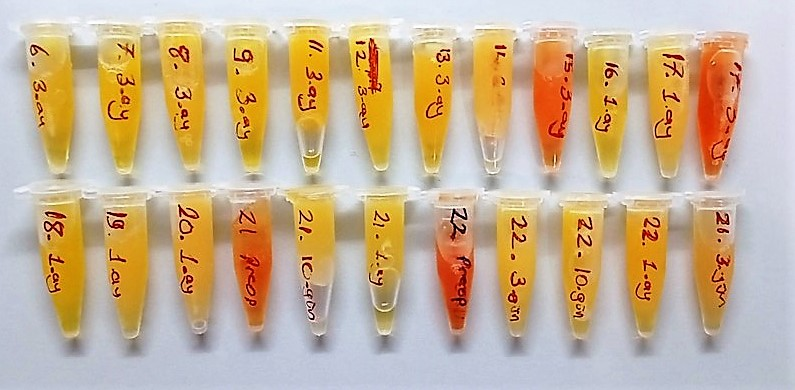 6. 3.ay
7. 3.ay
8. 3.ay
9. 3.ay
11. 3.ay
12. 3.ay
13. 3.ay
15. 3.ay
16. 1.ay
17. 1.ay
18. 1.ay
19. 1.ay
20. 1.ay
21 Preop
21. 10.gün
21. 1.ay
22 Preop
22. 3.gün
22. 10.gün
22. 1.ay
21. 3.gün